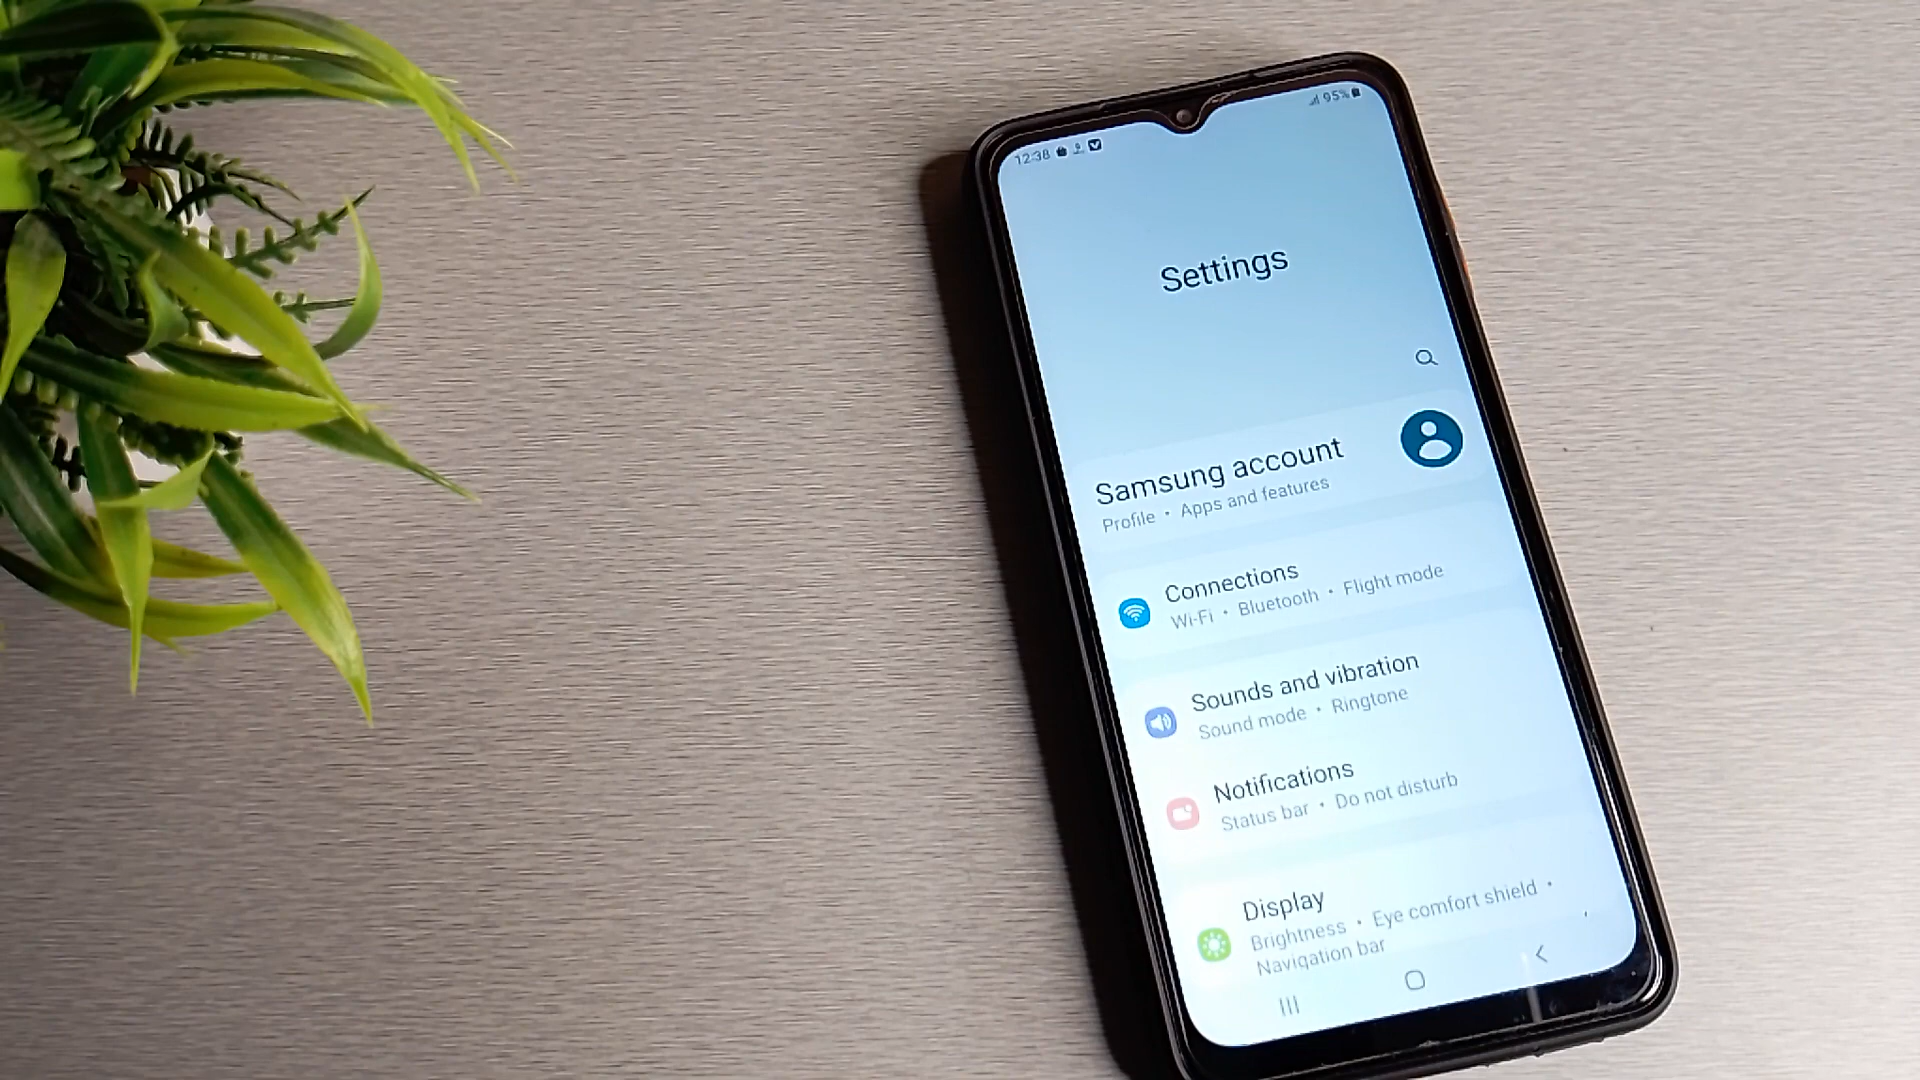 12:38
95%
Settings
Samsung account
Profile • Apps and features
Connections
Wi-Fi • Bluetooth • Flight mode
Sounds and vibration
Sound mode • Ringtone
Notifications
Status bar • Do not disturb
Display
Brightness • Eye comfort shield •
Navigation bar